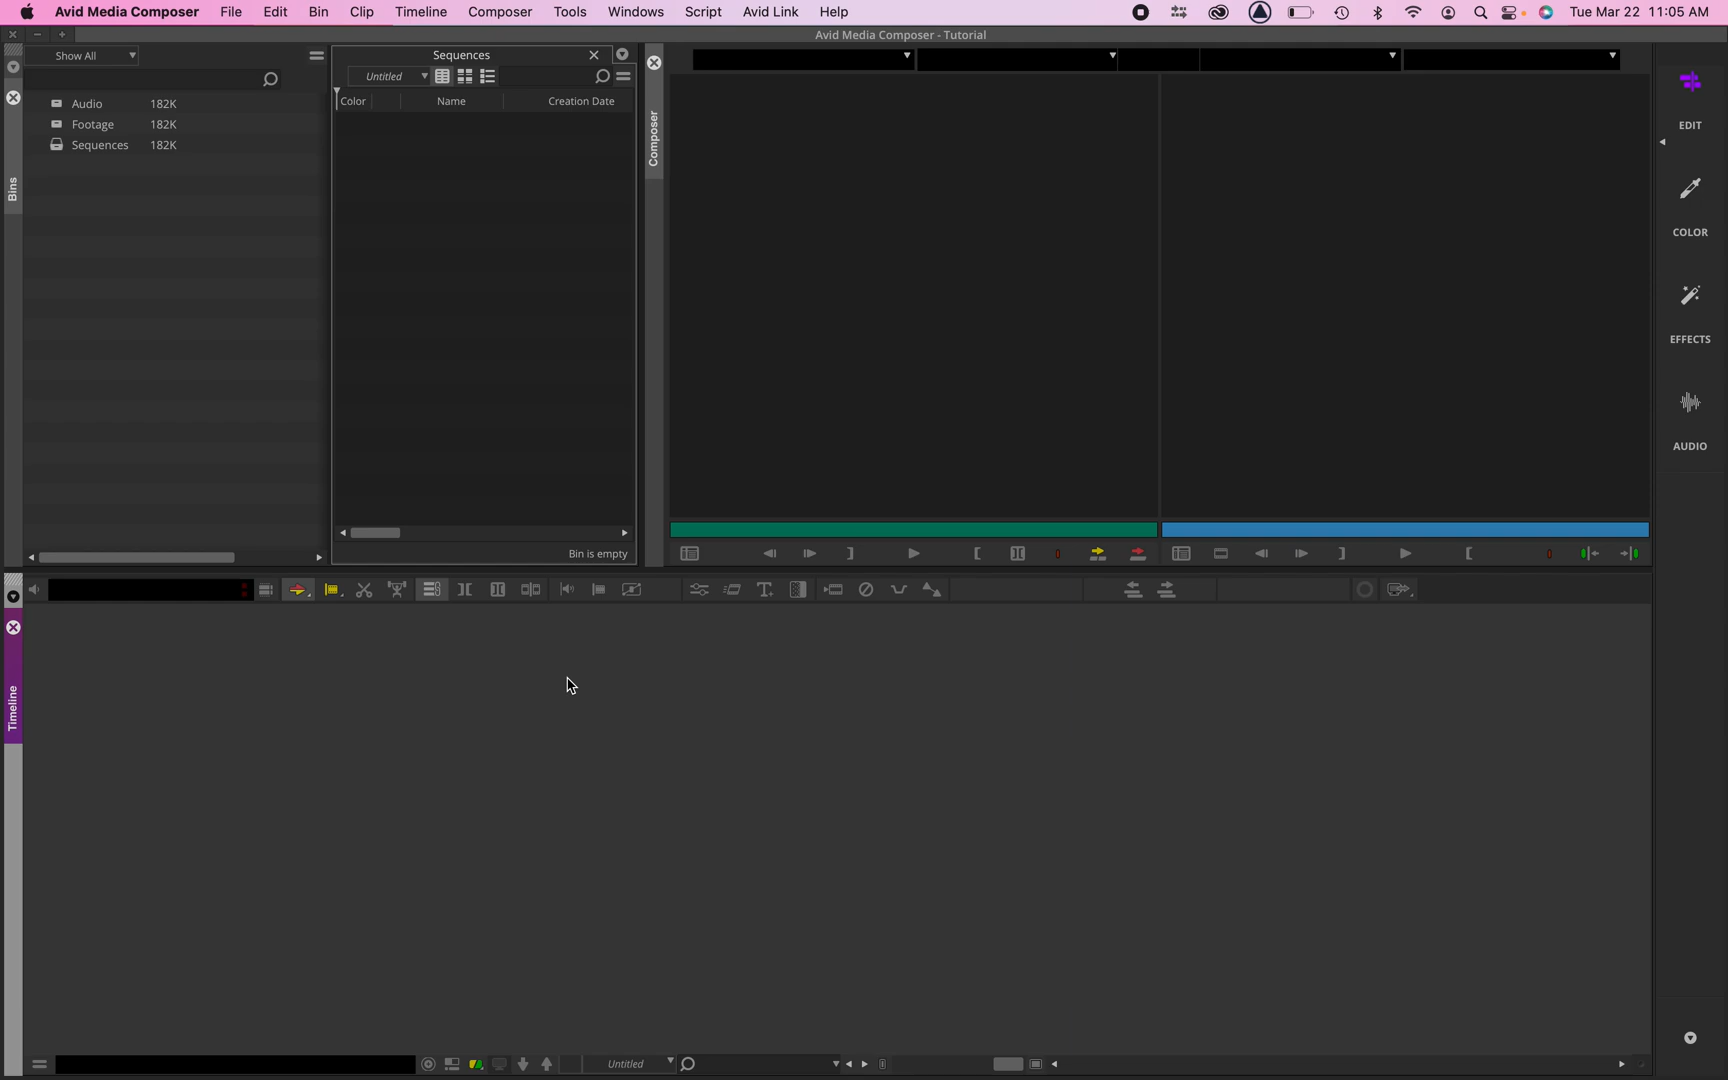 Avid Media Composer File Edit Bin Clip Timeline Composer Tools Windows Script Avid Link Help Tue Mar 22 11:05 AM
Avid Media Composer - Tutorial
Show All
Sequences
Untitled
Color Name Creation Date
Audio 182K
Footage 182K
Sequences 182K
Bins
Composer
Bin is empty
EDIT
COLOR
EFFECTS
AUDIO
Timeline
Untitled